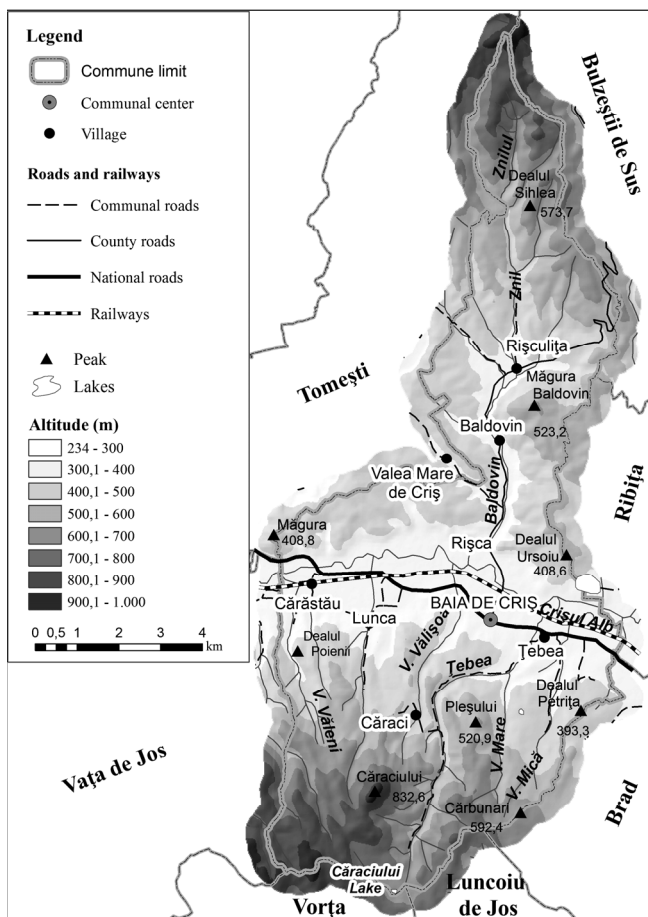 Legend
Commune limit
Communal center
Village
Roads and railways
Communal roads
County roads
National roads
Railways
Peak
Lakes
Altitude (m)
234 - 300
300,1 - 400
400,1 - 500
500,1 - 600
600,1 - 700
700,1 - 800
800,1 - 900
900,1 - 1.000
0 0,5 1 2 3 4
km
Bulzeştii de Sus
Znilul
Dealul
Sihlea
573,7
Znil
Rişculiţa
Măgura
Baldovin
523,2
Tomeşti
Baldovin
Valea Mare
de Criş
Baldovin
Ribiţa
Măgura
408,8
Rişca
Dealul
Ursoiu
408,6
Cărăstău
Lunca
BAIA DE CRIŞ
Crişul Alb
Ţebea
Dealul
Poienii
V. Văleni
V. Vălişoa
Ţebea
Căraci
Pleşului
520,9
V. Mare
Dealul
Petriţa
393,3
V. Mică
Vaţa de Jos
Căraciului
832,6
Cărbunari
592,4
Brad
Căraciului
Lake
Vorţa
Luncoiu
de Jos